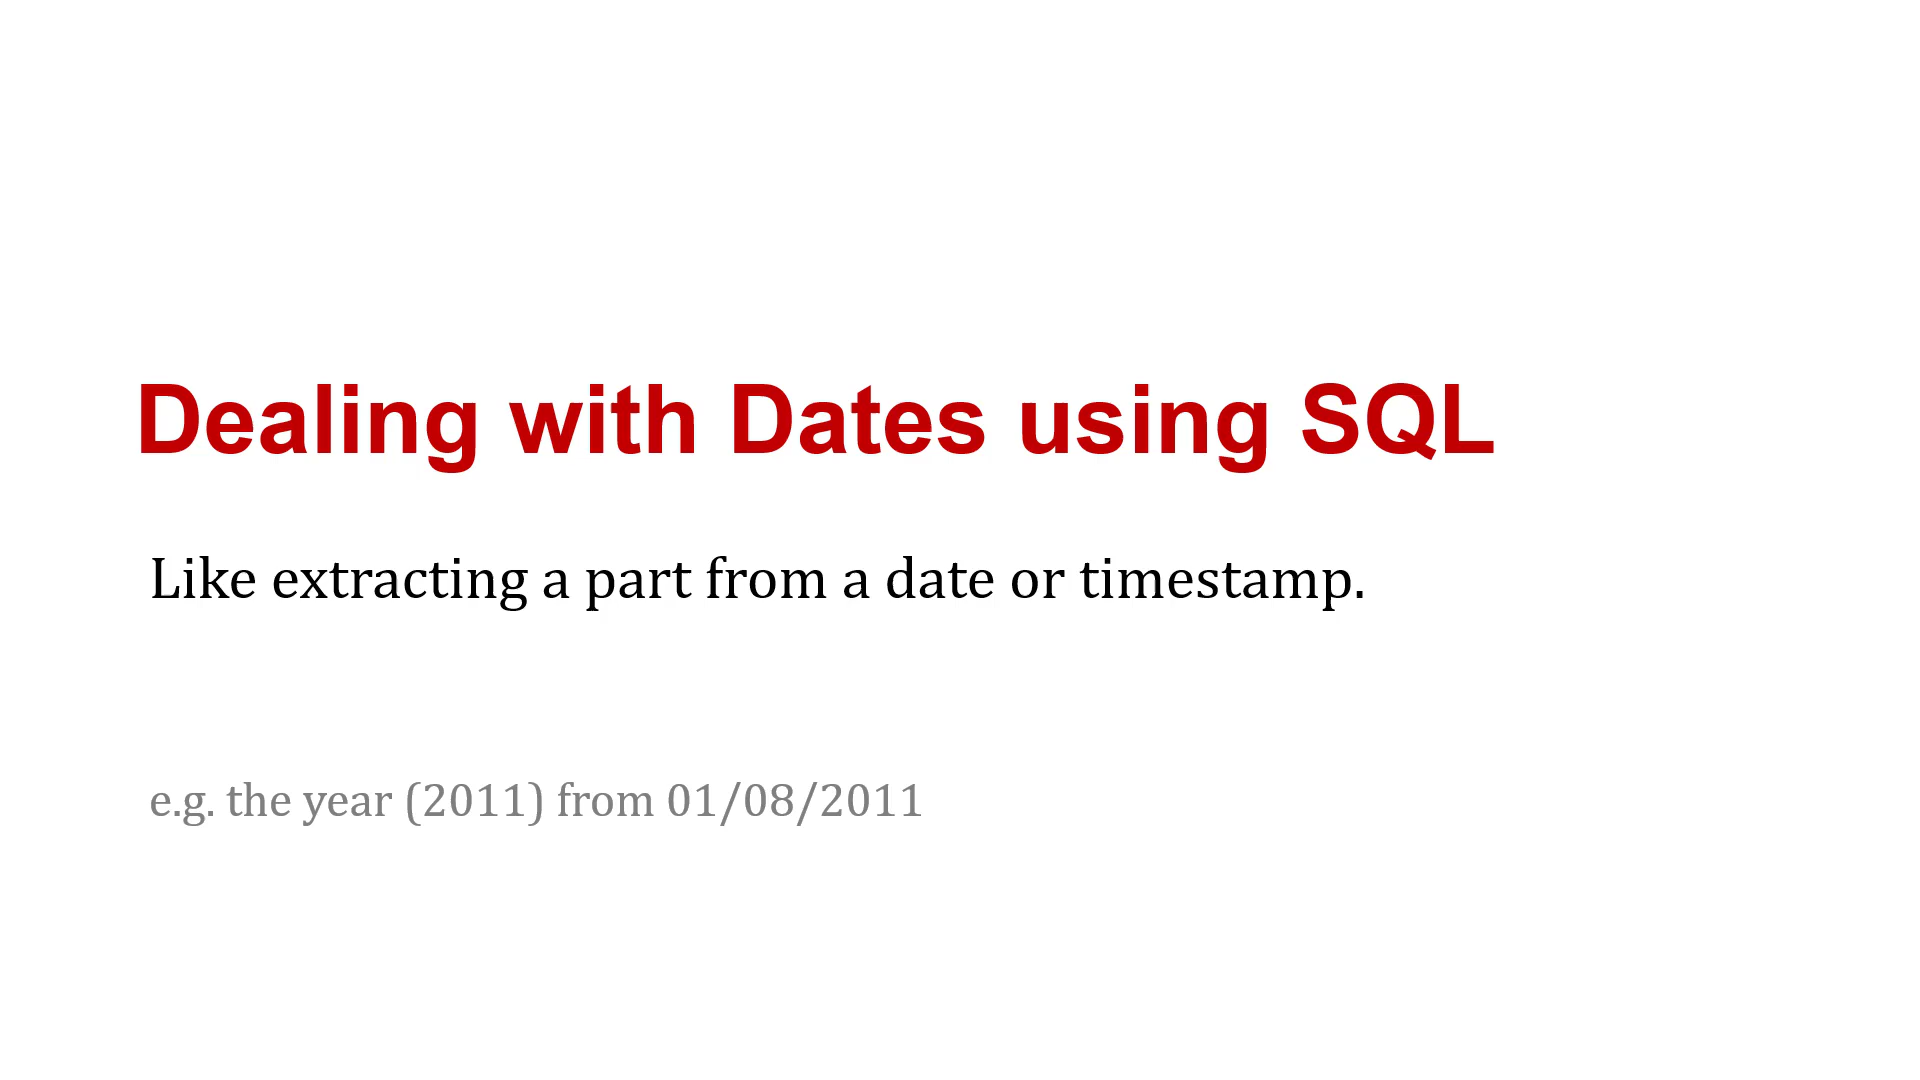 Dealing with Dates using SQL
Like extracting a part from a date or timestamp.
e.g. the year (2011) from 01/08/2011